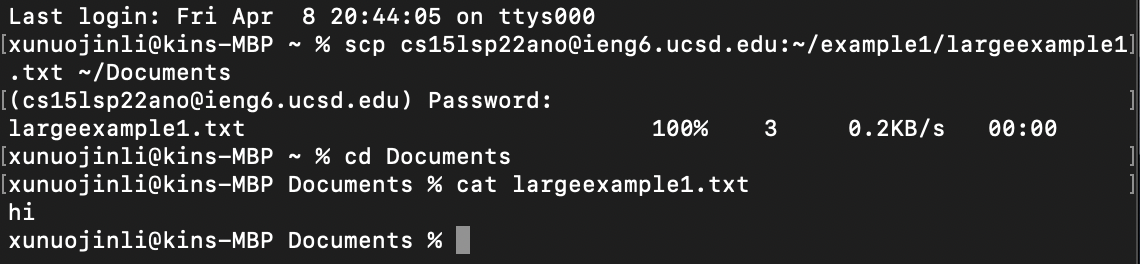 Last login: Fri Apr  8 20:44:05 on ttys000
[xunuojinli@kins-MBP ~ % scp cs15lsp22ano@ieng6.ucsd.edu:~/example1/largeexample1]
.txt ~/Documents
[(cs15lsp22ano@ieng6.ucsd.edu) Password: ]
largeexample1.txt                             100%    3     0.2KB/s   00:00
[xunuojinli@kins-MBP ~ % cd Documents ]
[xunuojinli@kins-MBP Documents % cat largeexample1.txt ]
hi
xunuojinli@kins-MBP Documents %